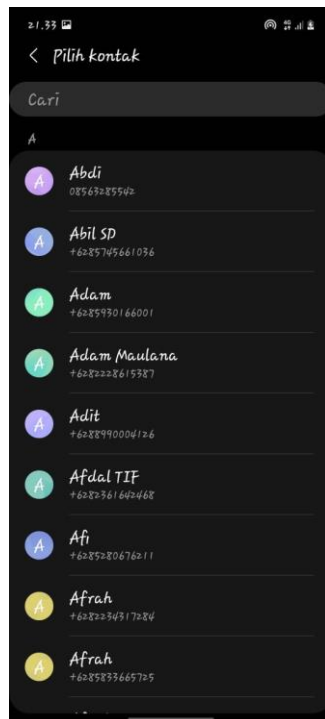 21.33
4G
Pilih kontak
Cari
A
A
Abdi
08563285542
A
Abil SD
+6285745661036
A
Adam
+6285930166001
A
Adam Maulana
+6282228615387
A
Adit
+6288990004126
A
Afdal TIF
+6282361642468
A
Afi
+6285280676211
A
Afrah
+6282234317284
A
Afrah
+6285833665725